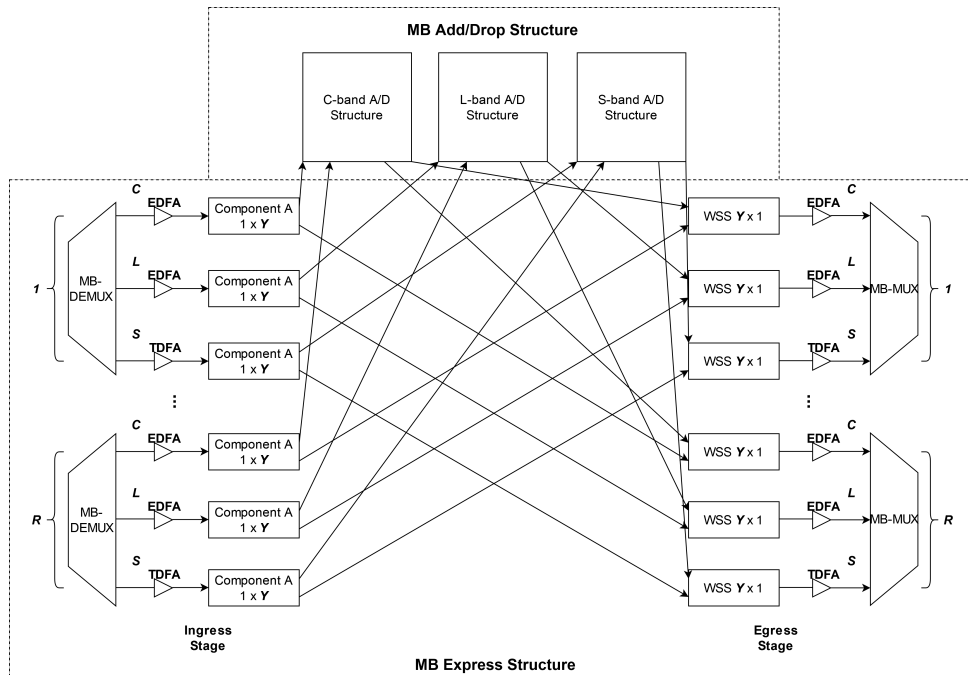 MB Add/Drop Structure
C-band A/D
Structure
L-band A/D
Structure
S-band A/D
Structure
1
MB-
DEMUX
C
EDFA
Component A
1 x Y
L
EDFA
Component A
1 x Y
S
TDFA
Component A
1 x Y
WSS Y x 1
EDFA
C
WSS Y x 1
EDFA
L
WSS Y x 1
TDFA
S
MB-MUX
1
...
...
R
MB-
DEMUX
C
EDFA
Component A
1 x Y
L
EDFA
Component A
1 x Y
S
TDFA
Component A
1 x Y
WSS Y x 1
EDFA
C
WSS Y x 1
EDFA
L
WSS Y x 1
TDFA
S
MB-MUX
R
Ingress
Stage
Egress
Stage
MB Express Structure